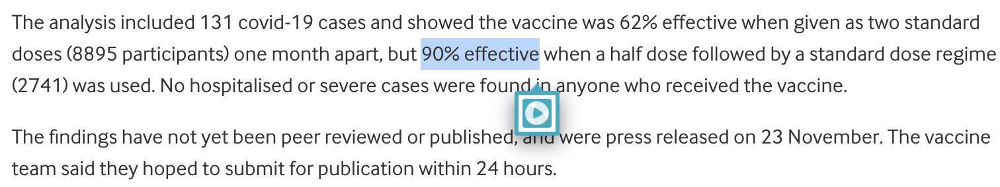 The analysis included 131 covid-19 cases and showed the vaccine was 62% effective when given as two standard
doses (8895 participants) one month apart, but 90% effective when a half dose followed by a standard dose regime
(2741) was used. No hospitalised or severe cases were found in anyone who received the vaccine.
The findings have not yet been peer reviewed or published, and were press released on 23 November. The vaccine
team said they hoped to submit for publication within 24 hours.